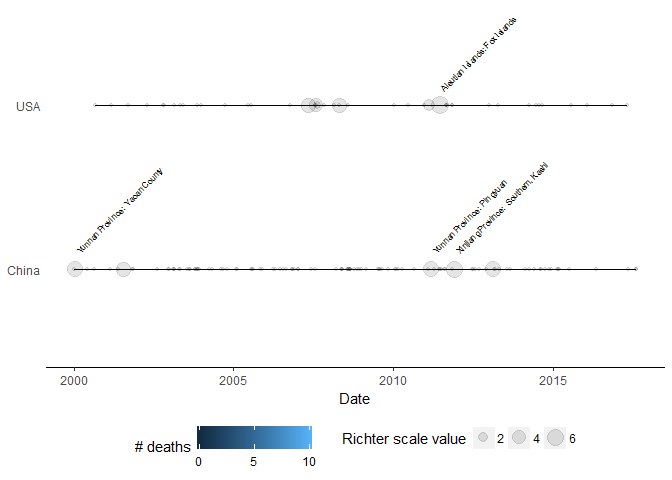 Aleutian Islands: Fox Islands
USA
Yunnan Province: Yaoan County
Yunnan Province: Pingyuan
Xinjiang Province: Southern, Kashi
China
2000 2005 2010 2015
Date
# deaths
0 5 10
Richter scale value 2 4 6